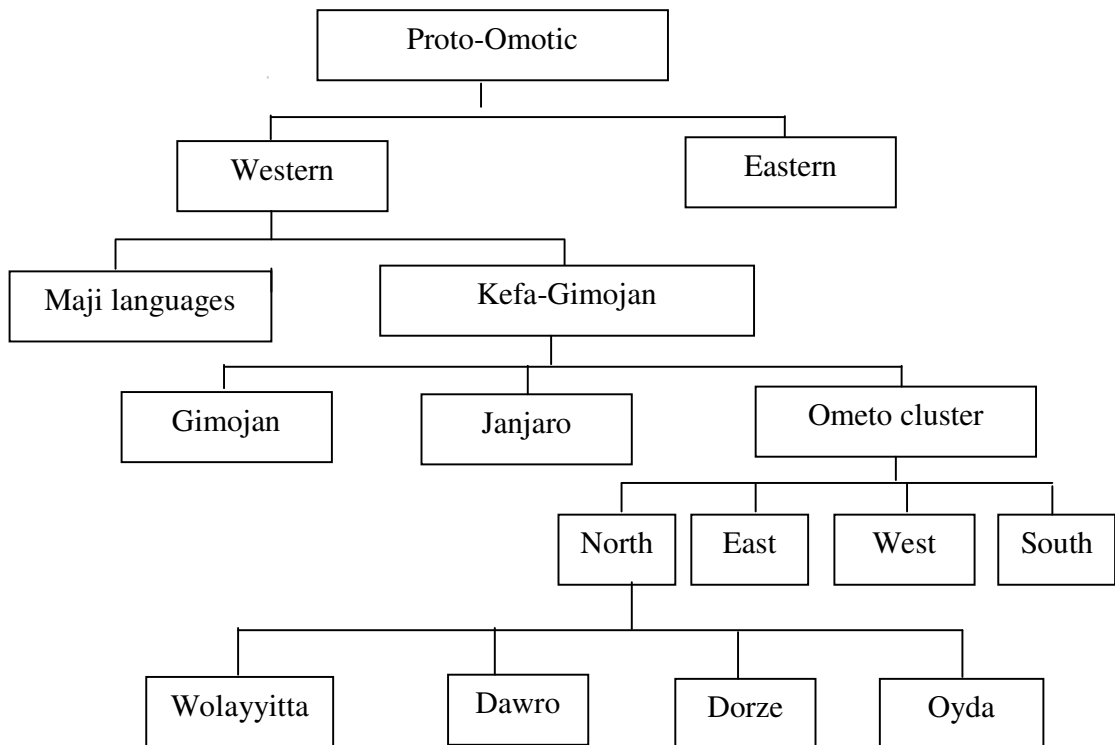 Proto-Omotic
Western
Eastern
Maji languages
Kefa-Gimojan
Gimojan
Janjaro
Ometo cluster
North
East
West
South
Wolayyitta
Dawro
Dorze
Oyda